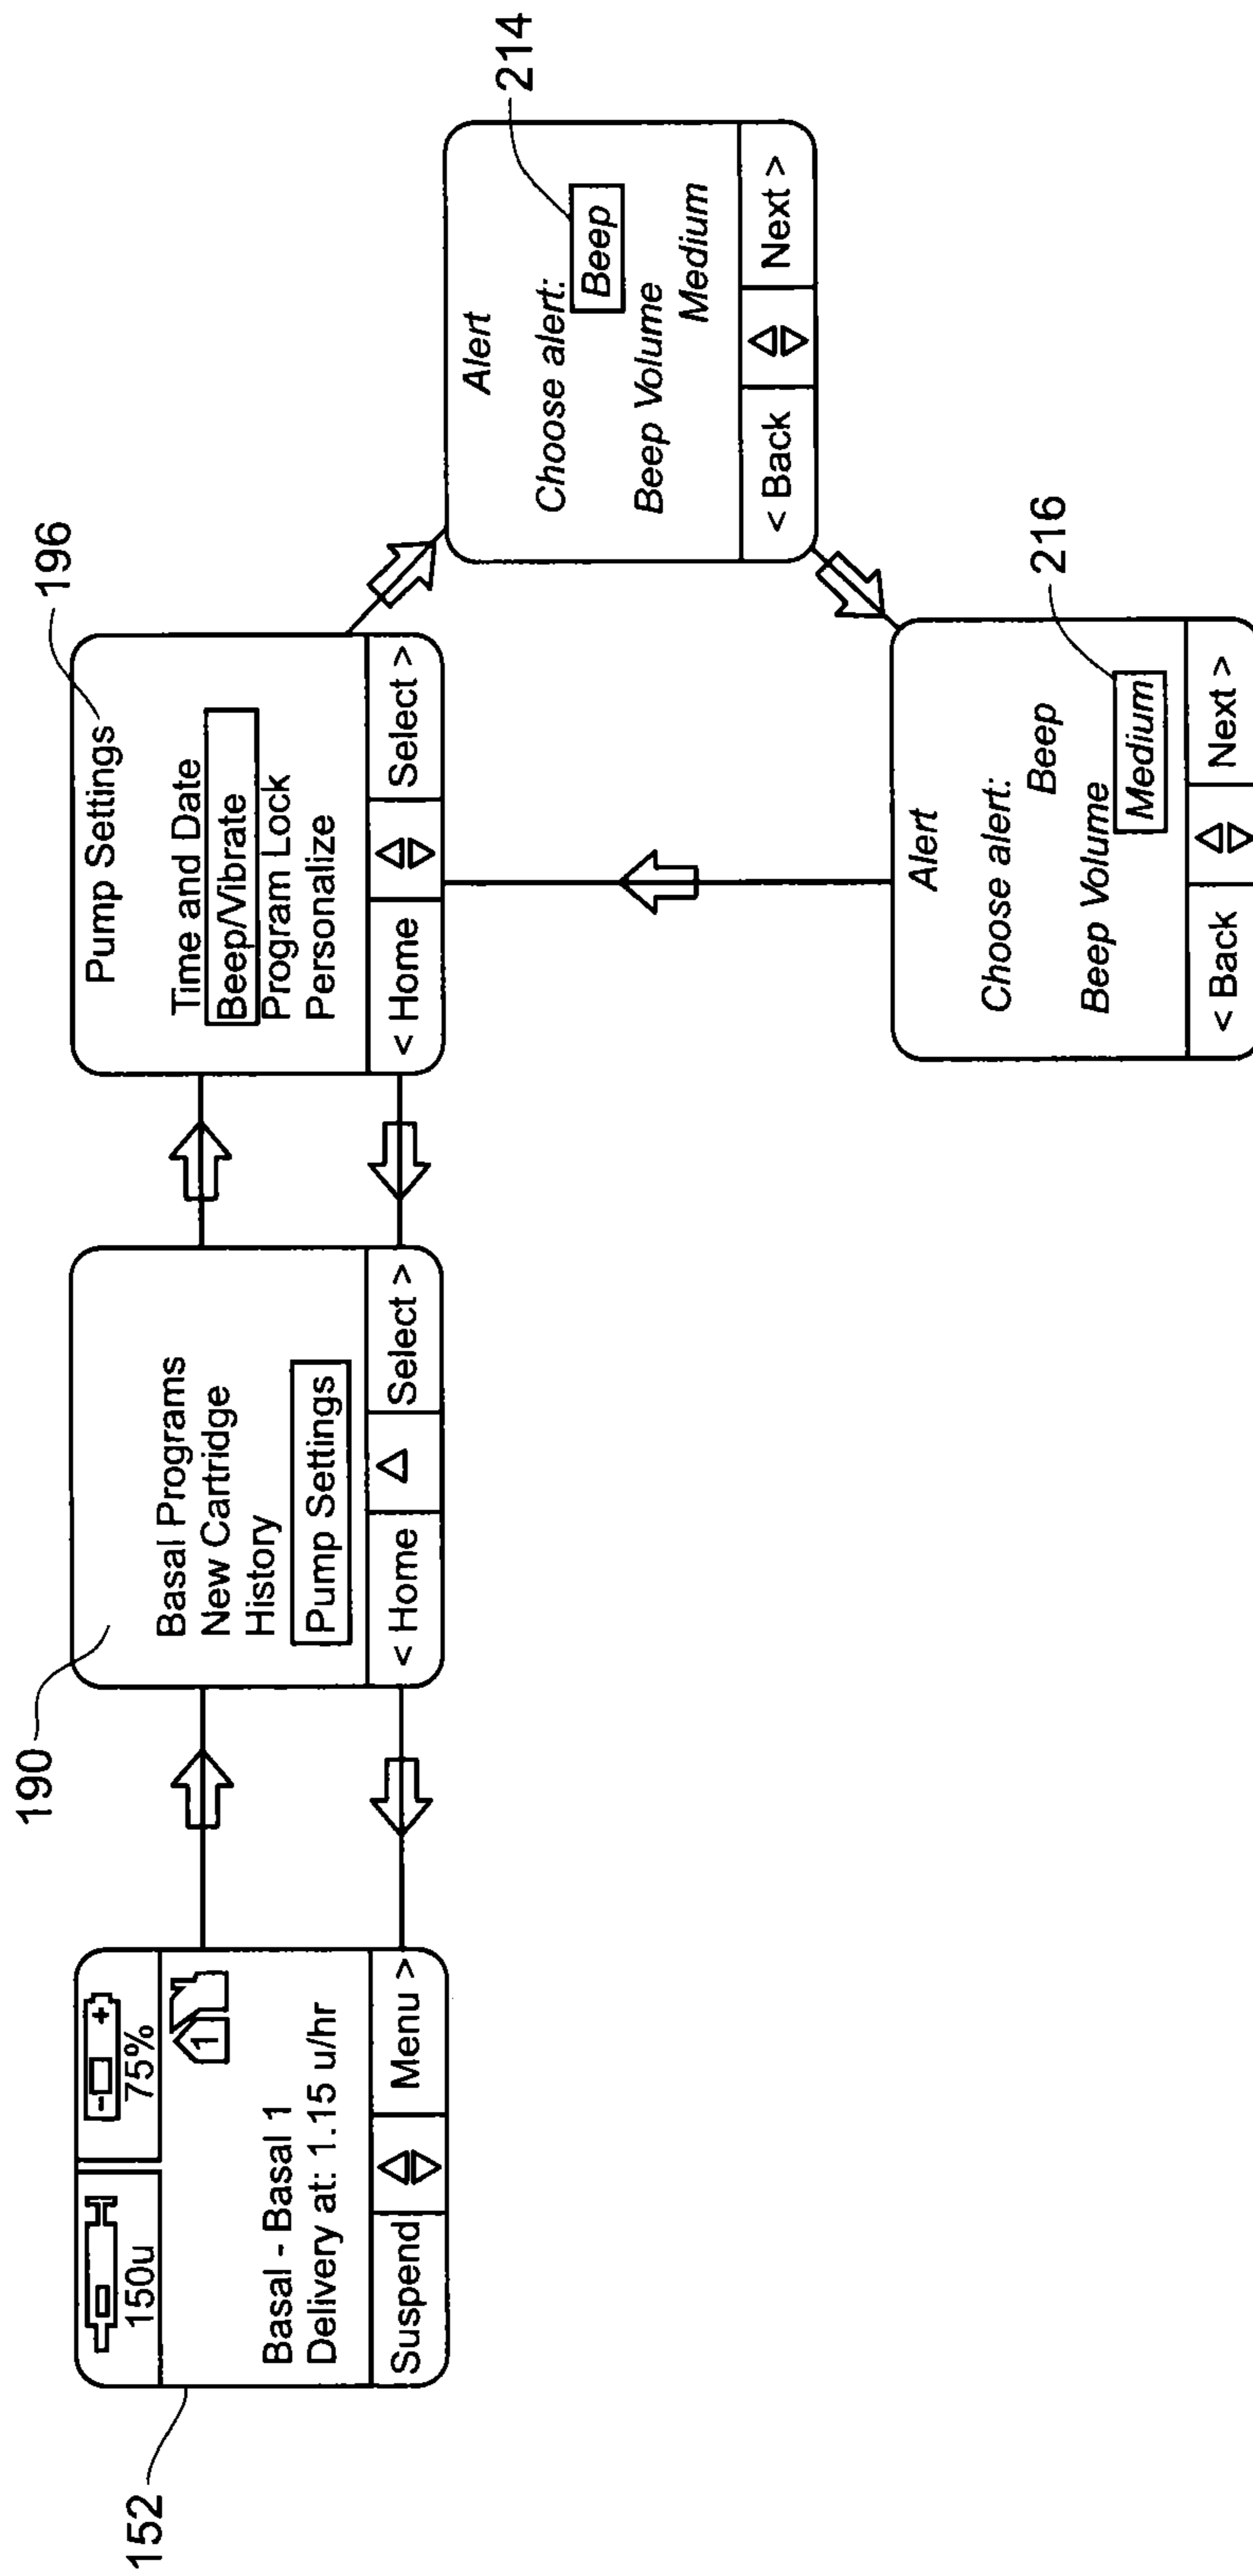 152
150u
75%
1
Basal - Basal 1
Delivery at: 1.15 u/hr
Suspend
Menu >
190
Basal Programs
New Cartridge
History
Pump Settings
< Home
Select >
196
Pump Settings
Time and Date
Beep/Vibrate
Program Lock
Personalize
< Home
Select >
214
Alert
Choose alert:
Beep
Beep Volume
Medium
< Back
Next >
216
Alert
Choose alert:
Beep
Beep Volume
Medium
< Back
Next >